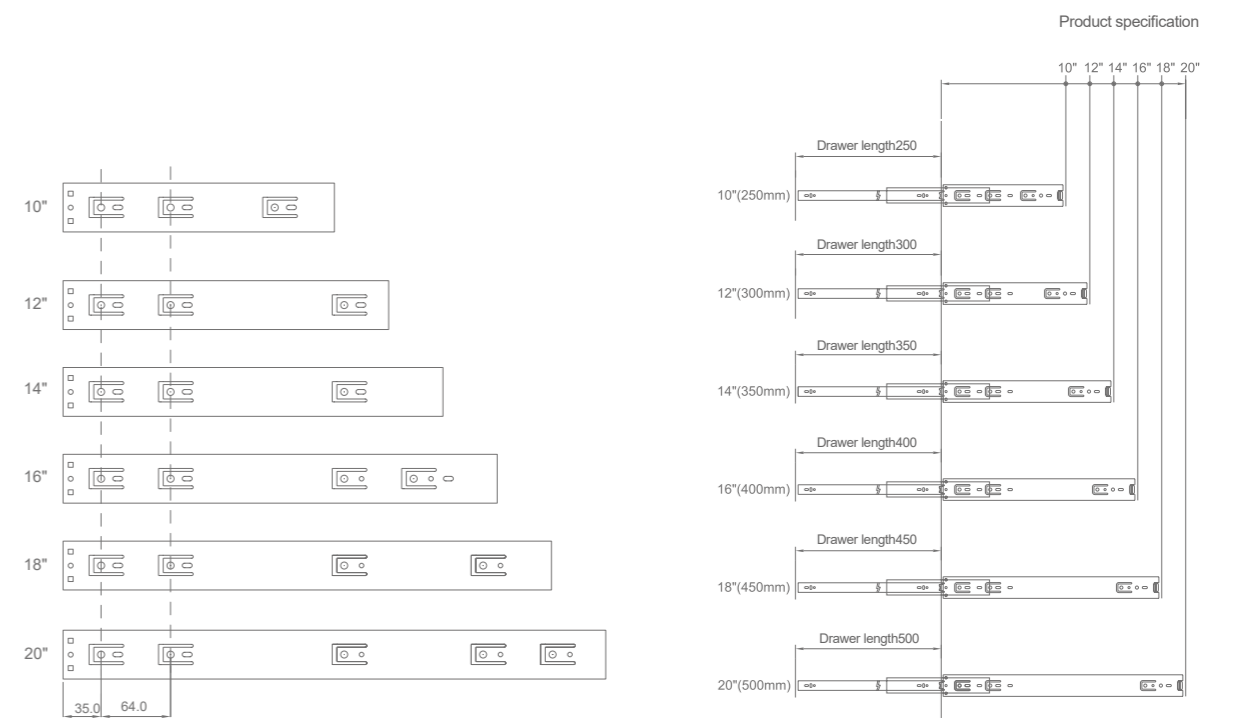 Product specification
10" 12" 14" 16" 18" 20"
10"
12"
14"
16"
18"
20"
35.0
64.0
Drawer length250
10"(250mm)
Drawer length300
12"(300mm)
Drawer length350
14"(350mm)
Drawer length400
16"(400mm)
Drawer length450
18"(450mm)
Drawer length500
20"(500mm)